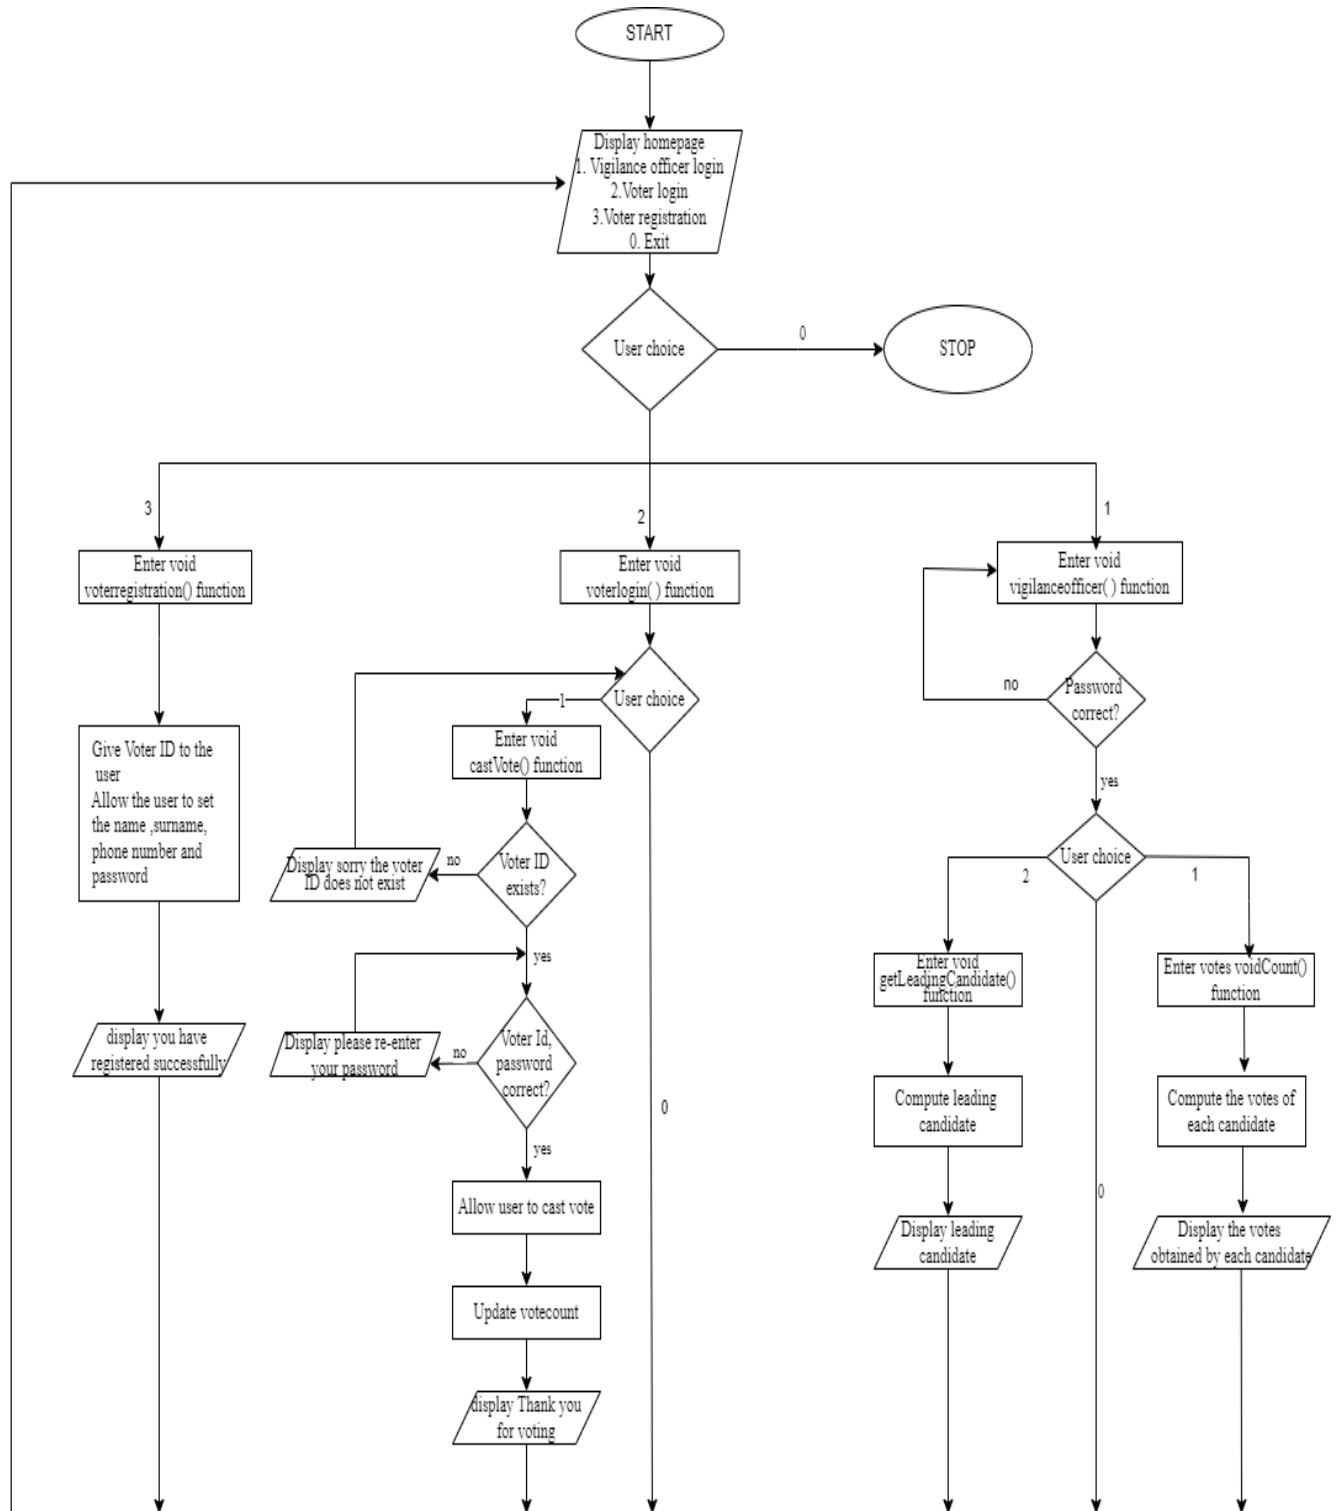 START
Display homepage
1. Vigilance officer login
2.Voter login
3.Voter registration
0. Exit
User choice
0
STOP
3
2
1
Enter void
voterregistration() function
Enter void
voterlogin( ) function
Enter void
vigilanceofficer( ) function
User choice
1
no
Password
correct?
Give Voter ID to the
user
Allow the user to set
the name ,surname,
phone number and
password
Enter void
castVote() function
yes
Display sorry the voter
ID does not exist
no
Voter ID
exists?
User choice
2
1
yes
Enter void
getLeadingCandidate()
function
Enter votes voidCount()
function
display you have
registered successfully
Display please re-enter
your password
no
Voter Id,
password
correct?
0
Compute leading
candidate
Compute the votes of
each candidate
yes
Allow user to cast vote
0
Display leading
candidate
Display the votes
obtained by each candidate
Update votecount
display Thank you
for voting